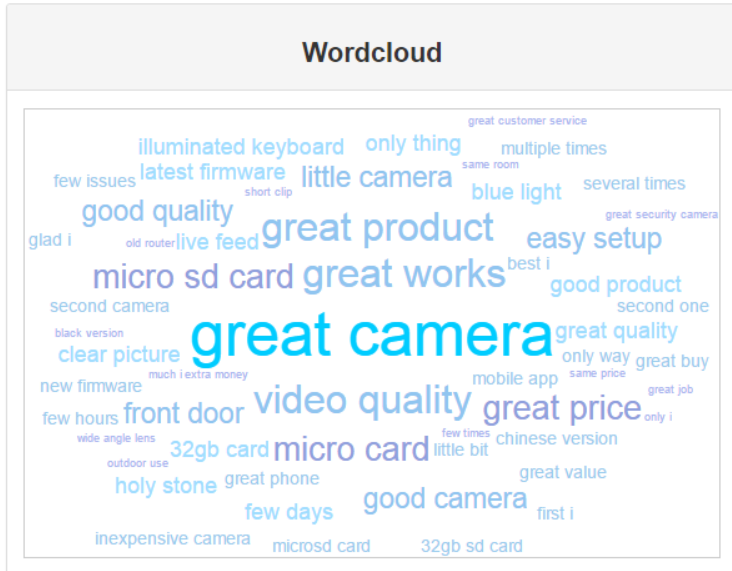 Wordcloud
great customer service
illuminated keyboard
only thing
multiple times
latest firmware
little camera
same room
few issues
short clip
blue light
several times
good quality
great product
great security camera
glad i
old router
live feed
easy setup
micro sd card
great works
best i
good product
second camera
second one
great camera
black version
great quality
clear picture
only way
great buy
much i
extra money
same price
new firmware
mobile app
great job
few hours
front door
video quality
great price
only i
wide angle lens
32gb card
micro card
few times
little bit
chinese version
outdoor use
holy stone
great phone
great value
few days
good camera
first i
inexpensive camera
microsd card
32gb sd card